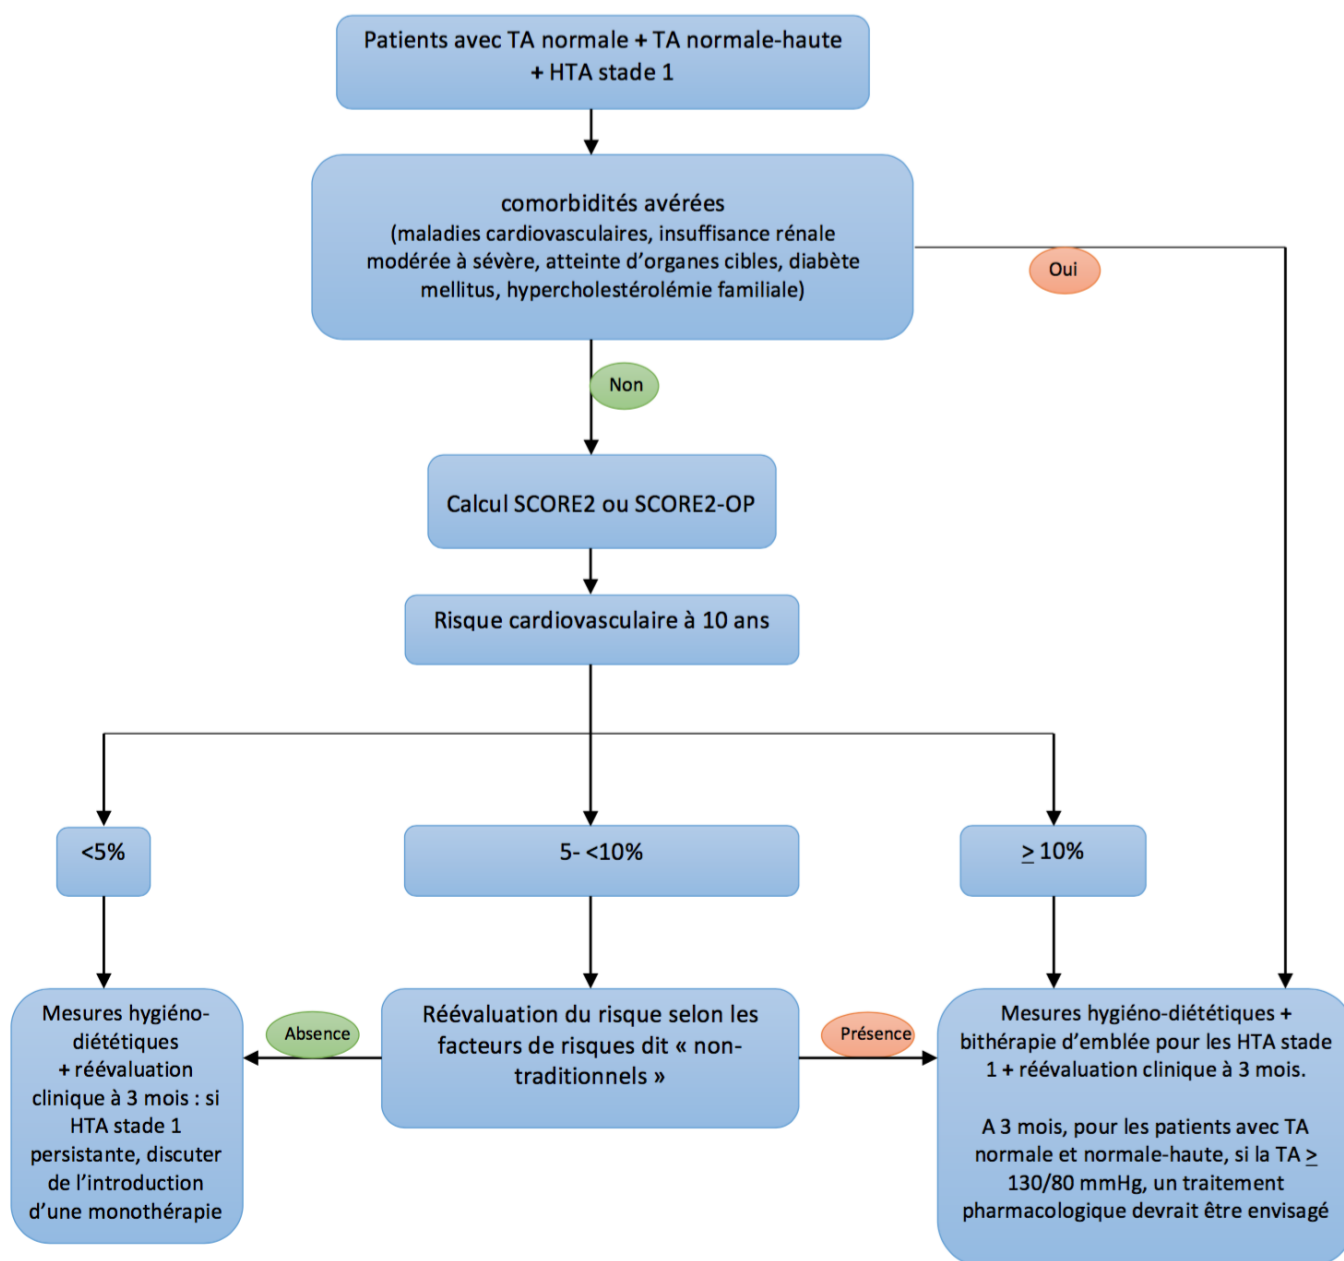 Patients avec TA normale + TA normale-haute
+ HTA stade 1
comorbidités avérées
(maladies cardiovasculaires, insuffisance rénale
modérée à sévère, atteinte d'organes cibles, diabète
mellitus, hypercholestérolémie familiale)
Oui
Non
Calcul SCORE2 ou SCORE2-OP
Risque cardiovasculaire à 10 ans
<5%
5- <10%
≥ 10%
Mesures hygiéno-
diététiques
+ réévaluation
clinique à 3 mois : si
HTA stade 1
persistante, discuter
de l'introduction
d'une monothérapie
Absence
Réévaluation du risque selon les
facteurs de risques dit « non-
traditionnels »
Présence
Mesures hygiéno-diététiques +
bithérapie d'emblée pour les HTA stade
1 + réévaluation clinique à 3 mois.
A 3 mois, pour les patients avec TA
normale et normale-haute, si la TA ≥
130/80 mmHg, un traitement
pharmacologique devrait être envisagé